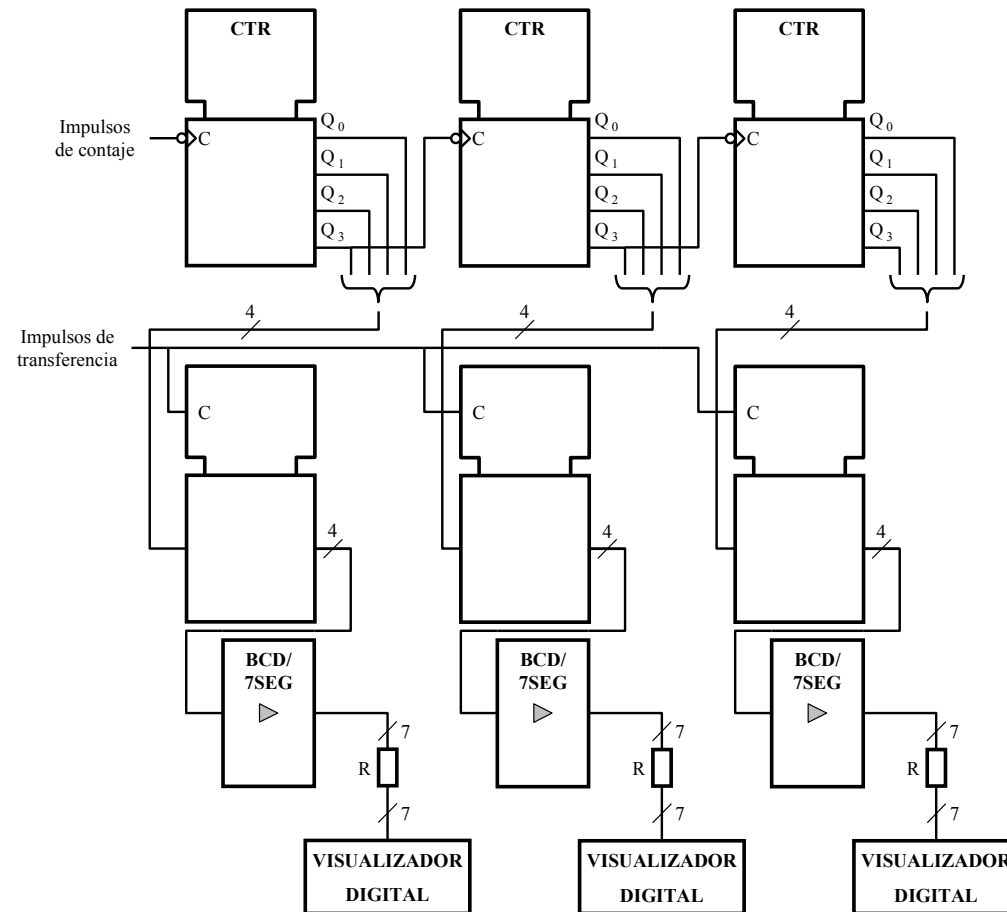 CTR
CTR
CTR
Impulsos
de contaje
C
Q0
Q1
Q2
Q3
C
Q0
Q1
Q2
Q3
C
Q0
Q1
Q2
Q3
4
4
4
Impulsos de
transferencia
C
C
C
4
4
4
BCD/
7SEG
BCD/
7SEG
BCD/
7SEG
7
7
7
R
R
R
7
7
7
VISUALIZADOR
DIGITAL
VISUALIZADOR
DIGITAL
VISUALIZADOR
DIGITAL